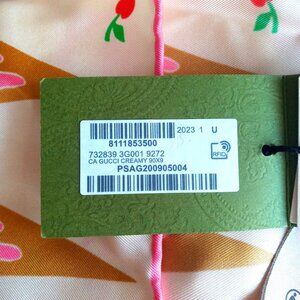 2023 1 U
8111853500
732839 3G001 9272
CA GUCCI CREAMY 90X9
RFID
PSAG200905004